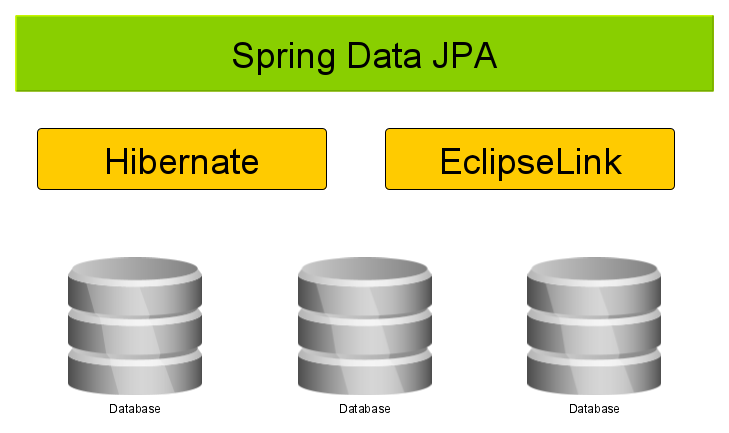 Spring Data JPA
Hibernate
EclipseLink
Database
Database
Database